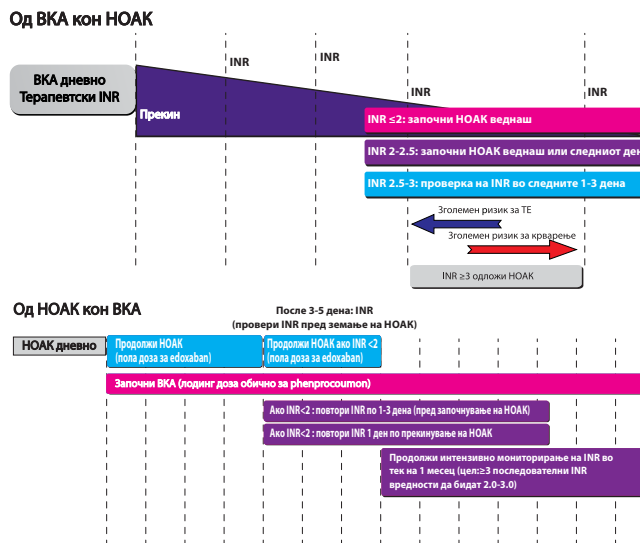 Од ВКА кон НОАК
INR
INR
INR
INR
ВКА дневно
Терапевтски INR
Прекин
INR ≤2: започни НОАК веднаш
INR 2-2.5: започни НОАК веднаш или следниот ден
INR 2.5-3: проверка на INR во следните 1-3 дена
Зголемен ризик за ТЕ
Зголемен ризик за крварење
INR ≥3 одложи НОАК
Од НОАК кон ВКА
После 3-5 дена: INR
(провери INR пред земање на НОАК)
НОАК дневно
Продолжи НОАК
(пола доза за edoxaban)
Продолжи НОАК ако INR <2
(пола доза за edoxaban)
Започни ВКА (лодинг доза обично за phenprocoumon)
Ако INR<2 : повтори INR по 1-3 дена (пред започнување на НОАК)
Ако INR<2 : повтори INR 1 ден по прекинување на НОАК
Продолжи интензивно мониторирање на INR во
тек на 1 месец (цел:≥3 последователни INR
вредности да бидат 2.0-3.0)